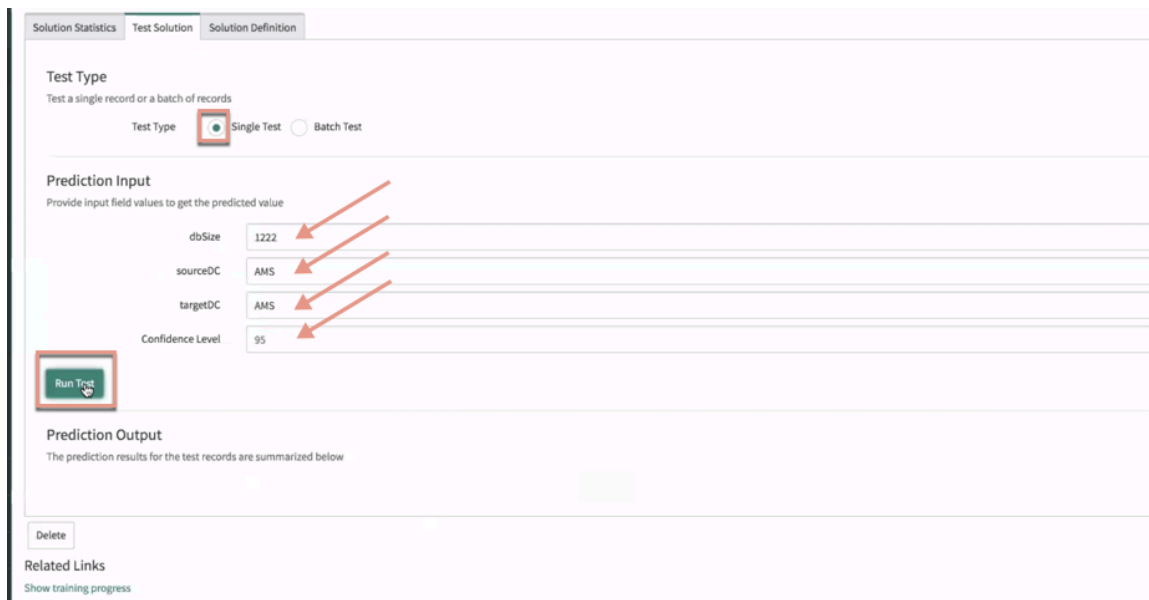 Solution Statistics Test Solution Solution Definition
Test Type
Test a single record or a batch of records
Test Type Single Test Batch Test
Prediction Input
Provide input field values to get the predicted value
dbSize 1222
sourceDC AMS
targetDC AMS
Confidence Level 95
Run Test
Prediction Output
The prediction results for the test records are summarized below
Delete
Related Links
Show training progress